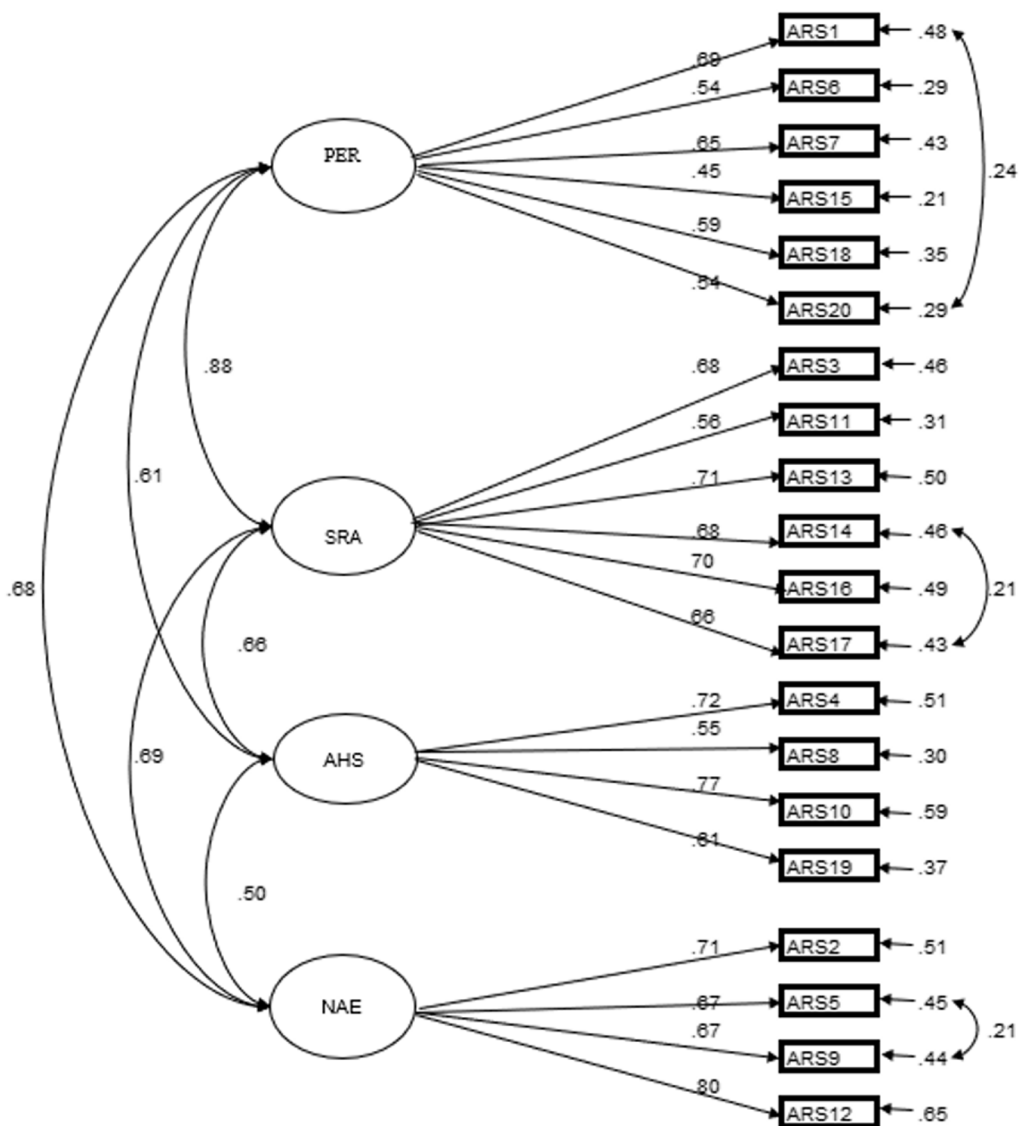 ARS1 .48
.69
.54 ARS6 .29
PER .65 ARS7 .43
.45 .24
ARS15 .21
.59 ARS18 .35
.54 ARS20 .29
.88 .68 ARS3 .46
.56 ARS11 .31
.61 .71 ARS13 .50
SRA .68 ARS14 .46
70
.68 ARS16 .49 .21
.66 66 ARS17 .43
.72 ARS4 .51
.69 AHS .55 ARS8 .30
.77 ARS10 .59
.61 ARS19 .37
.50
.71 ARS2 .51
NAE .67 ARS5 .45
.67 .21
ARS9 .44
.80 ARS12 .65